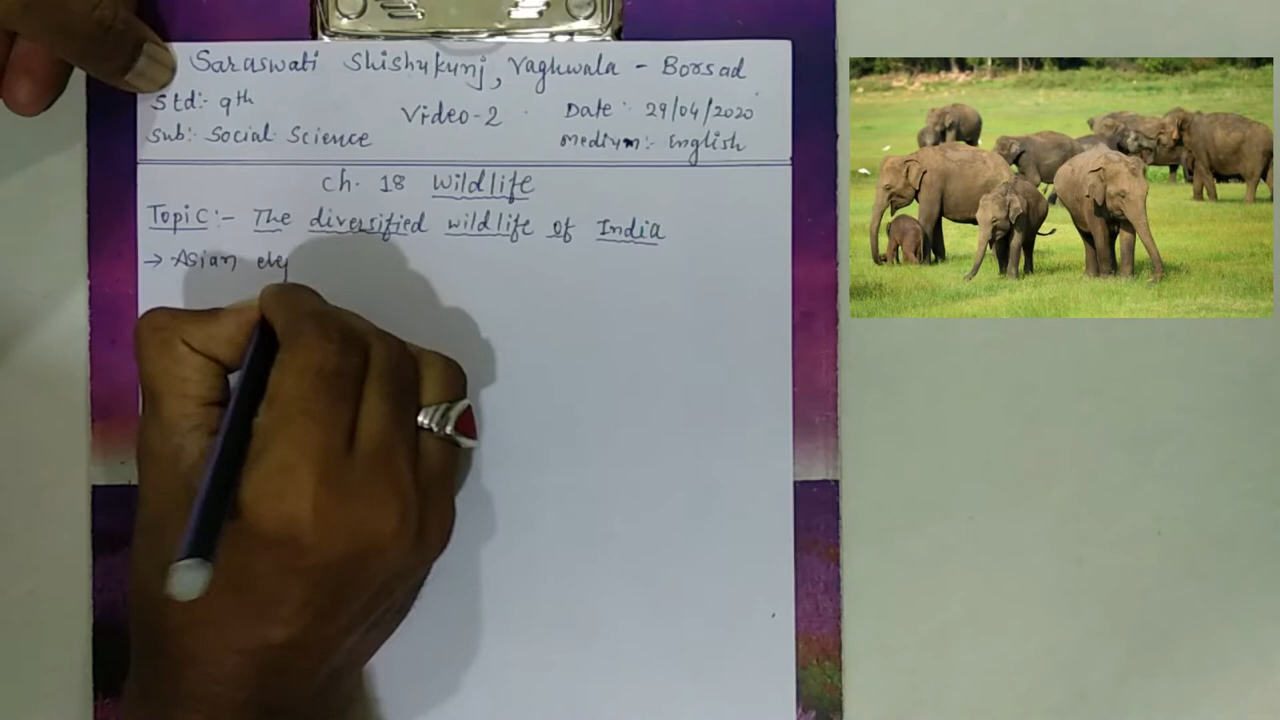 Saraswati Shishukunj, Vaghwala - Borsad
Std:- 9th
Video-2
Date: 29/04/2020
Sub:- Social Science
Medium:- English
Ch. 18 Wildlife
Topic:- The diversified wildlife of India
→ Asian elep